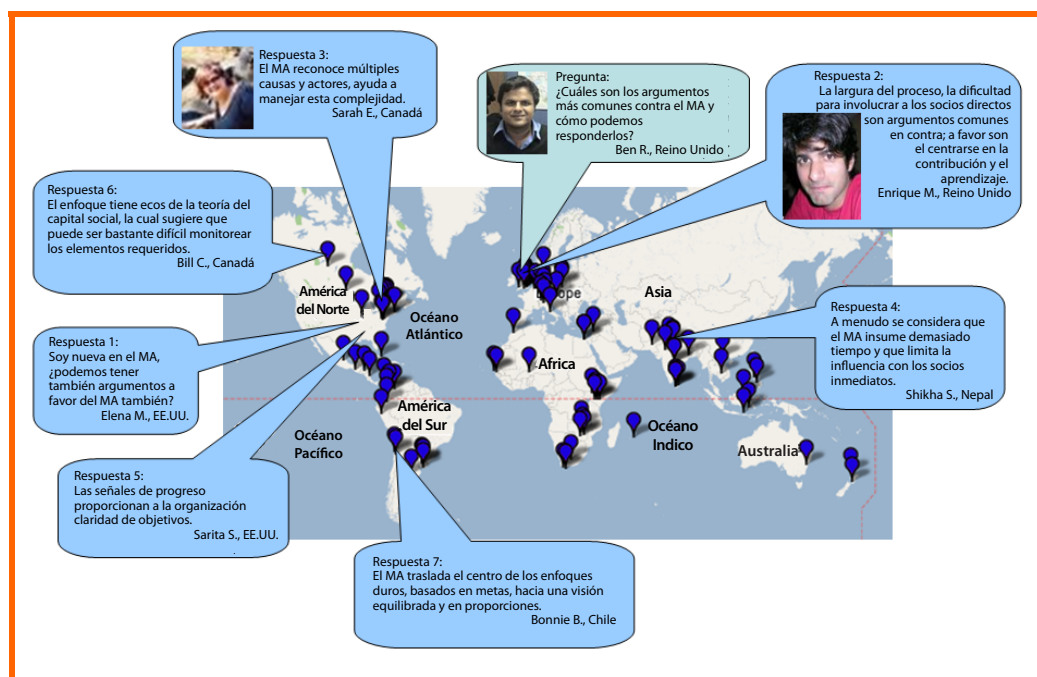 Respuesta 3:
El MA reconoce múltiples
causas y actores, ayuda a
manejar esta complejidad.
Sarah E., Canadá
Pregunta:
¿Cuáles son los argumentos
más comunes contra el MA y
cómo podemos
responderlos?
Ben R., Reino Unido
Respuesta 2:
La largura del proceso, la dificultad
para involucrar a los socios directos
son argumentos comunes
en contra; a favor son
el centrarse en la
contribución y el
aprendizaje.
Enrique M., Reino Unido
Respuesta 6:
El enfoque tiene ecos de la teoría del
capital social, la cual sugiere que
puede ser bastante difícil monitorear
los elementos requeridos.
Bill C., Canadá
América
del Norte
Océano
Atlántico
Europe
Asia
Respuesta 4:
A menudo se considera que
el MA insume demasiado
tiempo y que limita la
influencia con los socios
inmediatos.
Shikha S., Nepal
Respuesta 1:
Soy nueva en el MA,
¿podemos tener
también argumentos a
favor del MA también?
Elena M., EE.UU.
Africa
América
del Sur
Océano
Pacífico
Océano
Indico
Australia
Respuesta 5:
Las señales de progreso
proporcionan a la organización
claridad de objetivos.
Sarita S., EE.UU.
Respuesta 7:
El MA traslada el centro de los enfoques
duros, basados en metas, hacia una visión
equilibrada y en proporciones.
Bonnie B., Chile